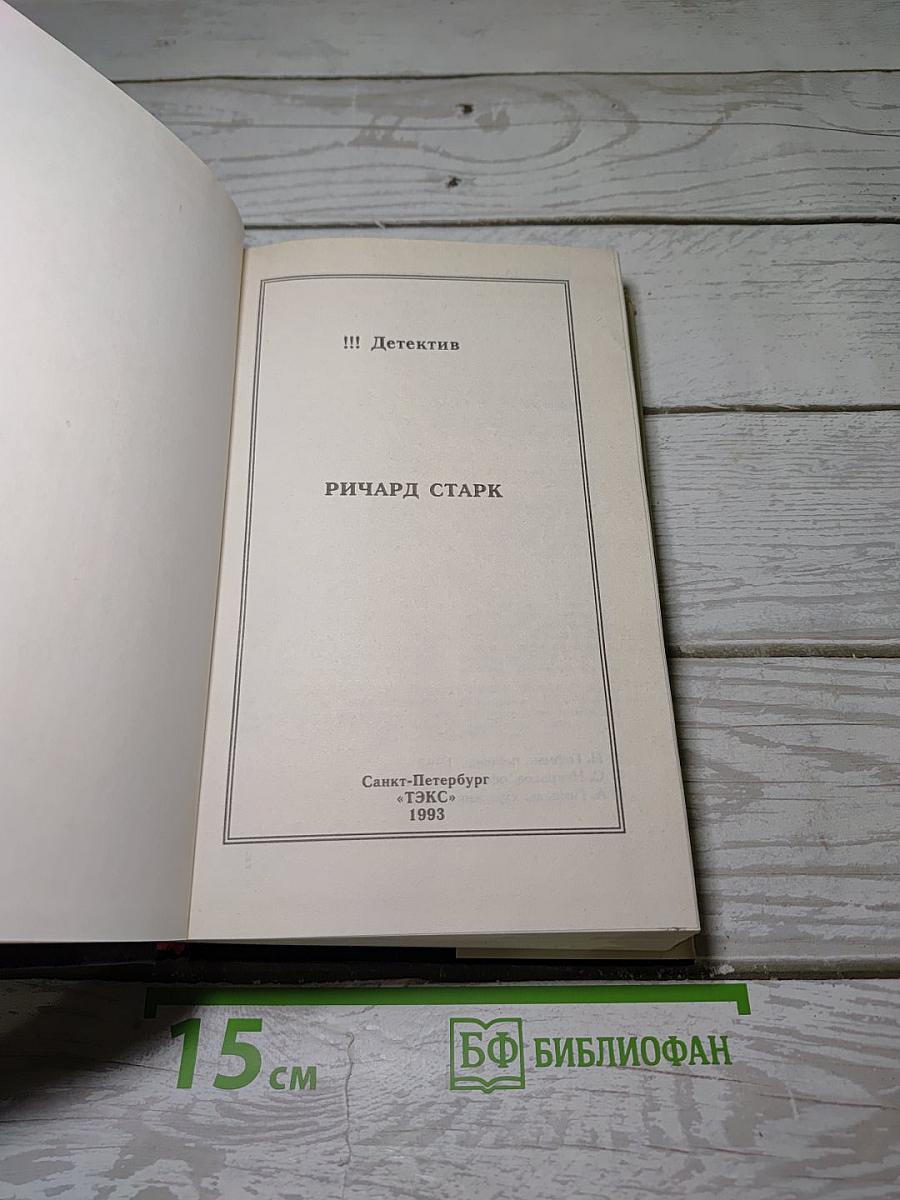 !!! Детектив
РИЧАРД СТАРК
Санкт-Петербург
«ТЭКС»
1993
15 см
БФ БИБЛИОФАН